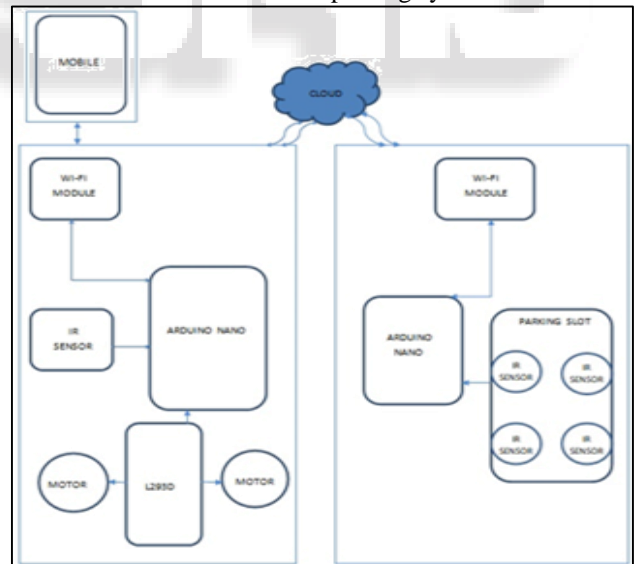 MOBILE
CLOUD
WI-FI
MODULE
IR
SENSOR
ARDUINO NANO
MOTOR
L293D
MOTOR
WI-FI
MODULE
ARDUINO
NANO
PARKING SLOT
IR
SENSOR
IR
SENSOR
IR
SENSOR
IR
SENSOR